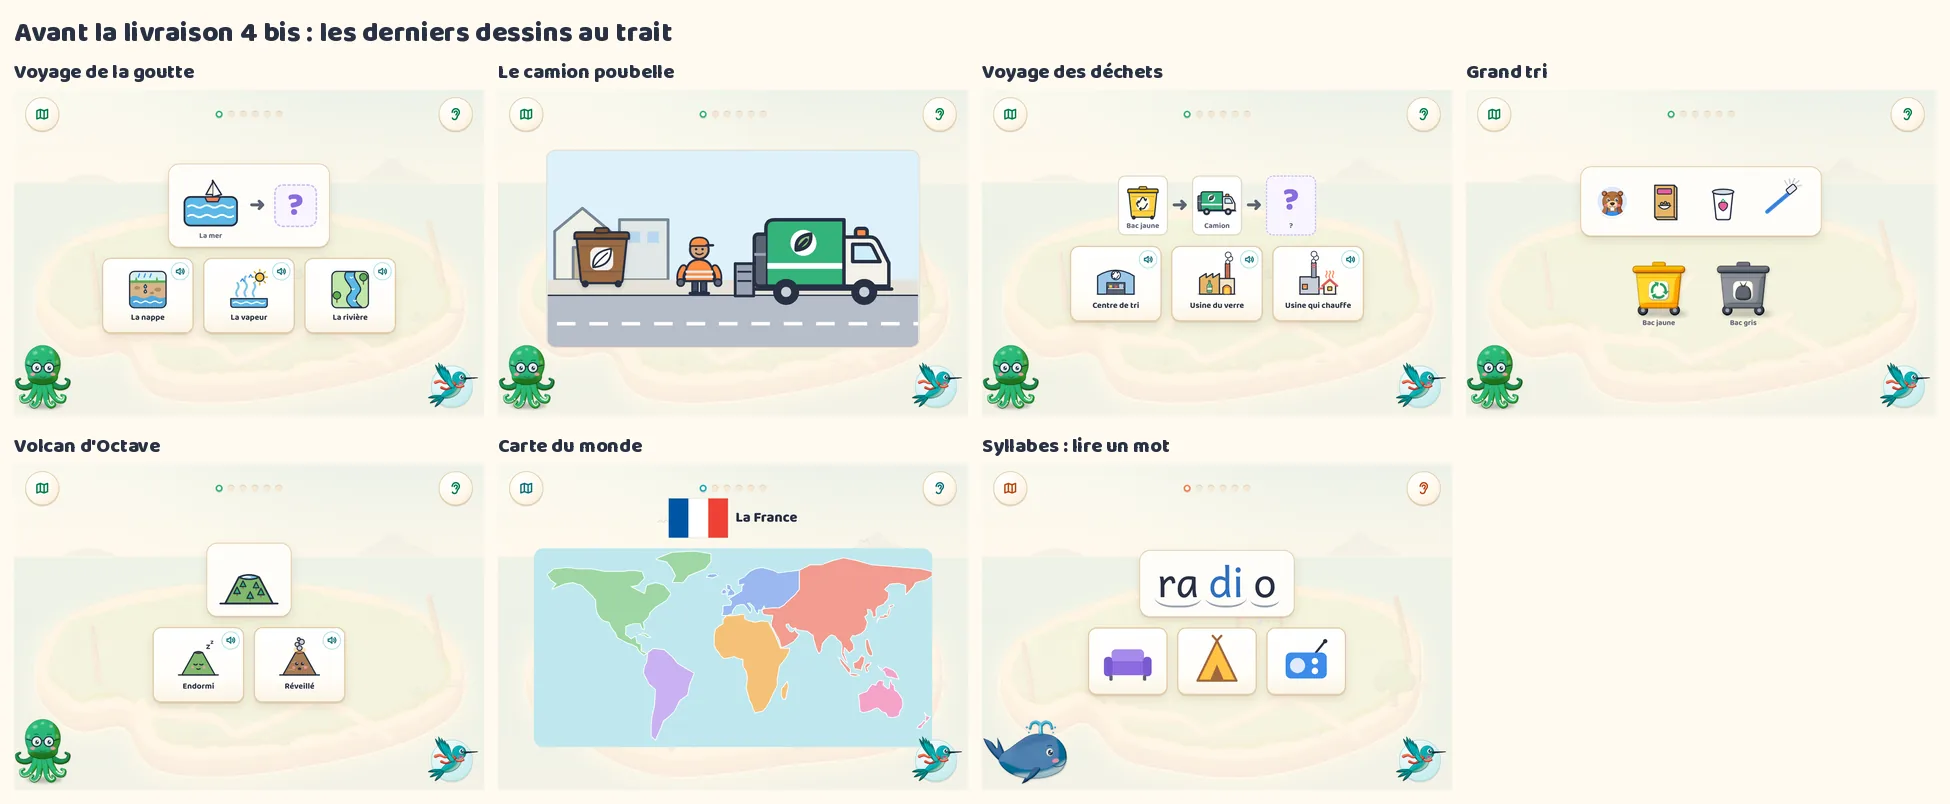 Avant la livraison 4 bis : les derniers dessins au trait
Voyage de la goutte
Le camion poubelle
Voyage des déchets
Grand tri
?
La mer
La nappe
La vapeur
La rivière
?
Bac jaune
Camion
?
Centre de tri
Usine du verre
Usine qui chauffe
Bac jaune
Bac gris
Volcan d'Octave
Carte du monde
Syllabes : lire un mot
z z
Endormi
Réveillé
La France
ra di o